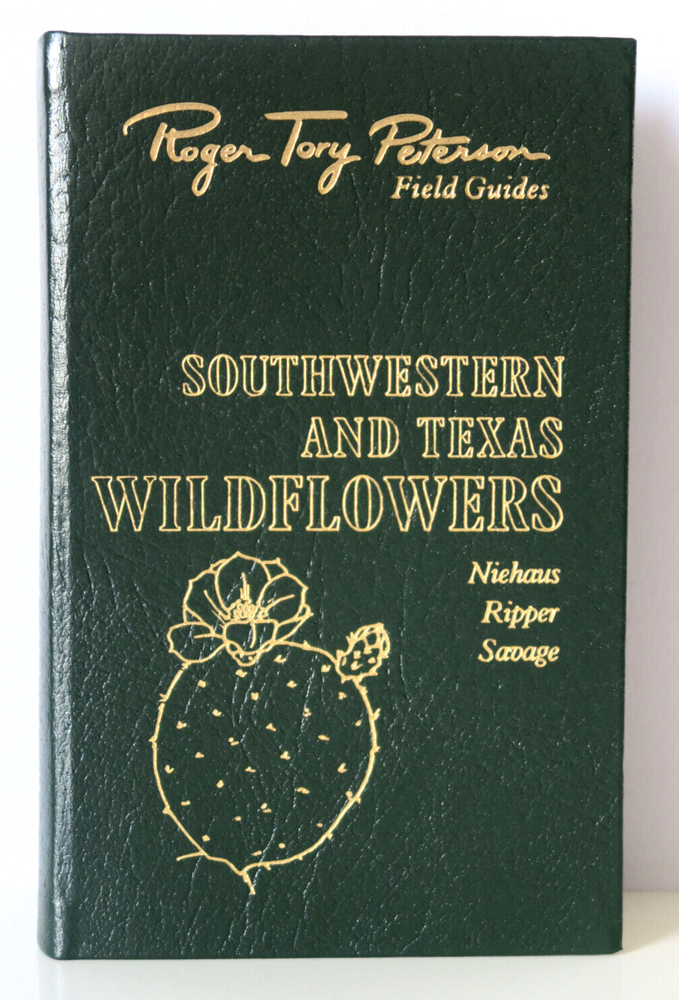 Roger Tory Peterson
Field Guides
SOUTHWESTERN
AND TEXAS
WILDFLOWERS
Niehaus
Ripper
Savage